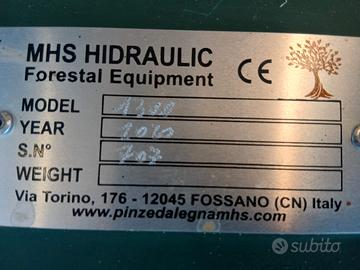 MHS HIDRAULIC
Forestal Equipment CE
MODEL
YEAR
S.N° 707
WEIGHT
Via Torino, 176 - 12045 FOSSANO (CN) Italy
www.pinzedalegnamhs.com
subito